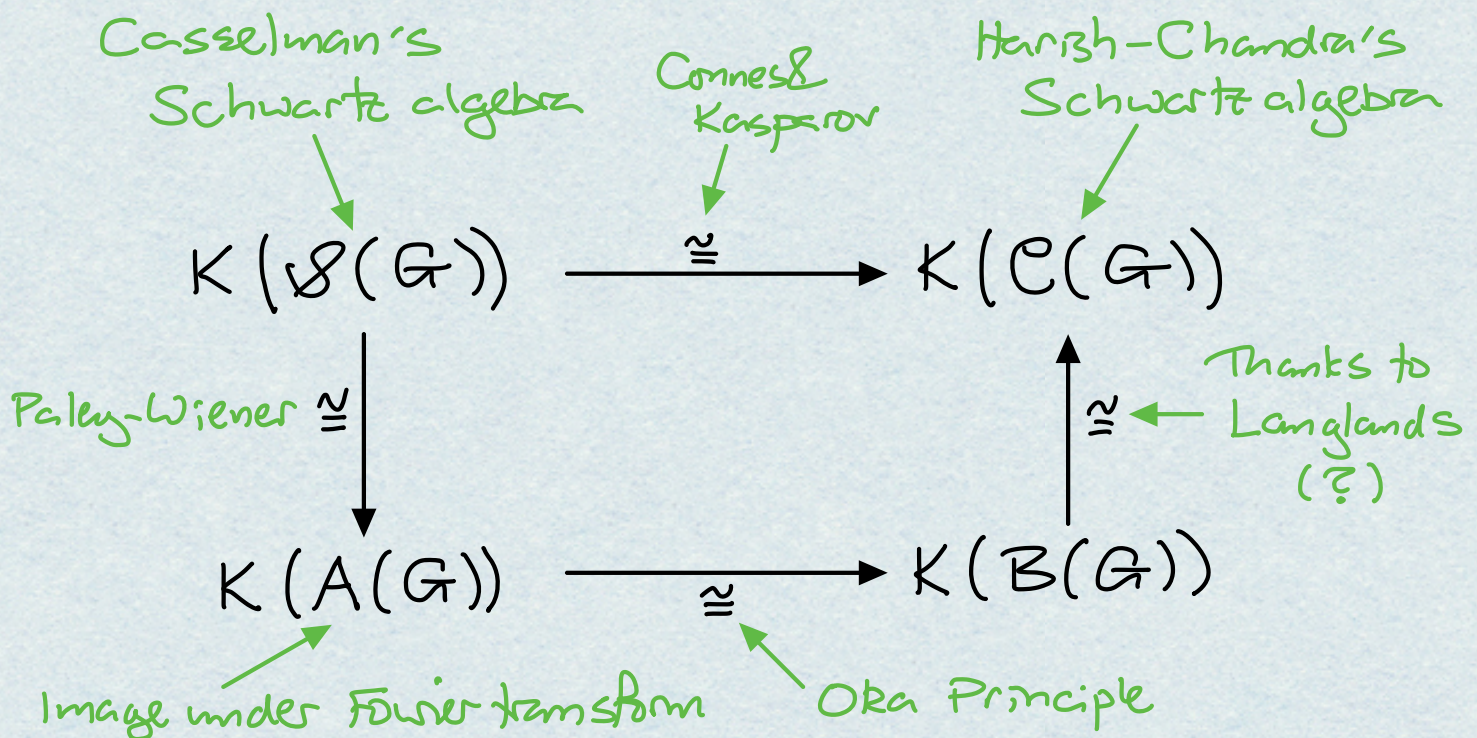 Casselman's
Schwartz algebra
Connes &
Kasparov
Harish-Chandra's
Schwartz algebra
K(𝒮(G)) ≅ K(𝒞(G))
Paley-Wiener ≅
≅ Thanks to
Langlands
(?)
K(A(G)) ≅ K(B(G))
Image under Fourier transform
Oka Principle